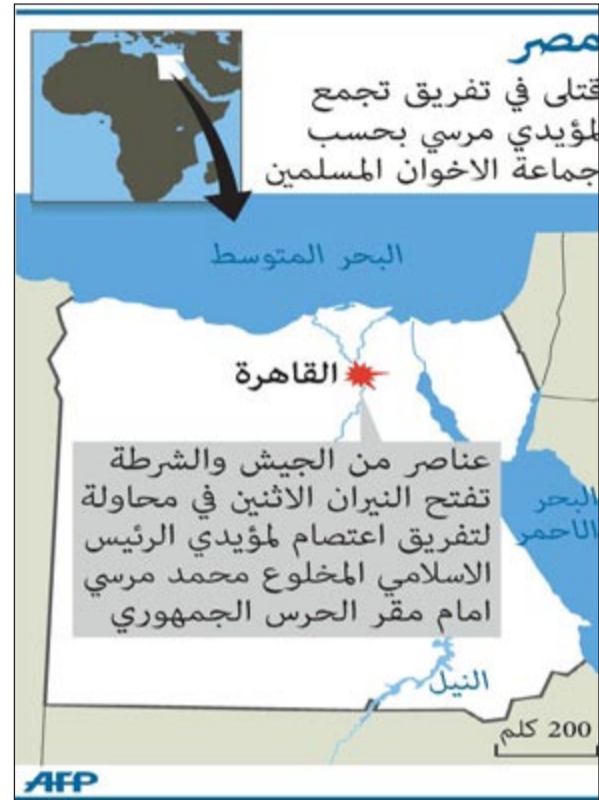 مصر
قتلى في تفريق تجمع
لمؤيدي مرسي بحسب
جماعة الاخوان المسلمين
البحر المتوسط
القاهرة
عناصر من الجيش والشرطة
تفتح النيران الاثنين في محاولة
لتفريق اعتصام لمؤيدي الرئيس
الاسلامي المخلوع محمد مرسي
امام مقر الحرس الجمهوري
البحر
الاحمر
النيل
200 كلم
AFP